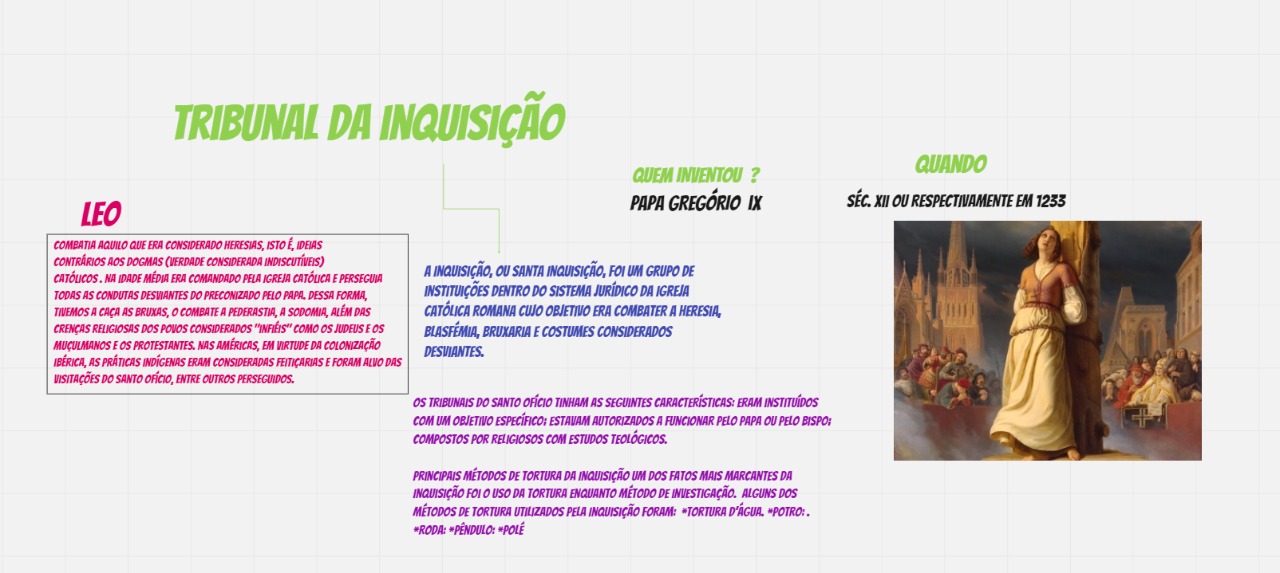 TRIBUNAL DA INQUISIÇÃO
QUEM INVENTOU ?
PAPA GREGÓRIO IX
QUANDO
SÉC. XII OU RESPECTIVAMENTE EM 1233
LEO
COMBATIA AQUILO QUE ERA CONSIDERADO HERESIAS, ISTO É, IDEIAS
CONTRÁRIOS AOS DOGMAS (VERDADE CONSIDERADA INDISCUTÍVEIS)
CATÓLICOS . NA IDADE MÉDIA ERA COMANDADO PELA IGREJA CATÓLICA E PERSEGUIA
TODAS AS CONDUTAS DESVIANTES DO PRECONIZADO PELO PAPA. DESSA FORMA,
TIVEMOS A CAÇA AS BRUXAS, O COMBATE A PEDERASTIA, A SODOMIA, ALÉM DAS
CRENÇAS RELIGIOSAS DOS POVOS CONSIDERADOS "INFIÉIS" COMO OS JUDEUS E OS
MUÇULMANOS E OS PROTESTANTES. NAS AMÉRICAS, EM VIRTUDE DA COLONIZAÇÃO
IBÉRICA, AS PRÁTICAS INDÍGENAS ERAM CONSIDERADAS FEITIÇARIAS E FORAM ALVO DAS
VISITAÇÕES DO SANTO OFÍCIO, ENTRE OUTROS PERSEGUIDOS.
A INQUISIÇÃO, OU SANTA INQUISIÇÃO, FOI UM GRUPO DE
INSTITUIÇÕES DENTRO DO SISTEMA JURÍDICO DA IGREJA
CATÓLICA ROMANA CUJO OBJETIVO ERA COMBATER A HERESIA,
BLASFÉMIA, BRUXARIA E COSTUMES CONSIDERADOS
DESVIANTES.
OS TRIBUNAIS DO SANTO OFÍCIO TINHAM AS SEGUINTES CARACTERÍSTICAS: ERAM INSTITUÍDOS
COM UM OBJETIVO ESPECÍFICO; ESTAVAM AUTORIZADOS A FUNCIONAR PELO PAPA OU PELO BISPO;
COMPOSTOS POR RELIGIOSOS COM ESTUDOS TEOLÓGICOS.
PRINCIPAIS MÉTODOS DE TORTURA DA INQUISIÇÃO UM DOS FATOS MAIS MARCANTES DA
INQUISIÇÃO FOI O USO DA TORTURA ENQUANTO MÉTODO DE INVESTIGAÇÃO. ALGUNS DOS
MÉTODOS DE TORTURA UTILIZADOS PELA INQUISIÇÃO FORAM: *TORTURA D'ÁGUA. *POTRO: .
*RODA: *PÊNDULO: *POLÉ